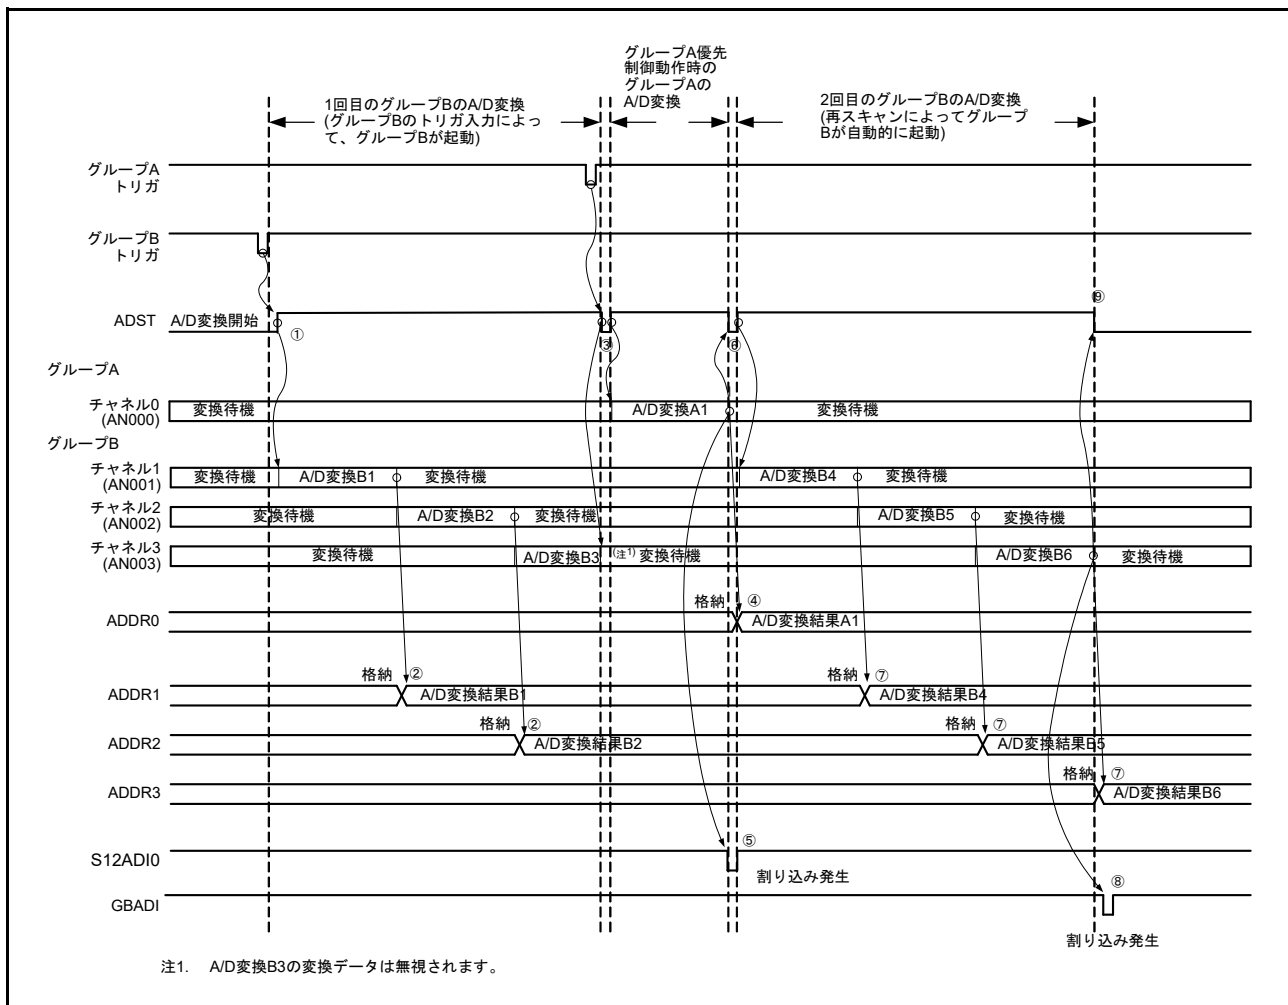 グループA優先
制御動作時の
グループAの
A/D変換
1回目のグループBのA/D変換
(グループBのトリガ入力によっ
て、グループBが起動)
2回目のグループBのA/D変換
(再スキャンによってグループ
Bが自動的に起動)
グループA
トリガ
グループB
トリガ
ADST
A/D変換開始
①
③
⑥
⑨
グループA
チャネル0
(AN000)
変換待機
A/D変換A1
変換待機
グループB
チャネル1
(AN001)
変換待機
A/D変換B1
変換待機
A/D変換B4
変換待機
チャネル2
(AN002)
変換待機
A/D変換B2
変換待機
A/D変換B5
変換待機
チャネル3
(AN003)
変換待機
A/D変換B3
(注1)
変換待機
A/D変換B6
変換待機
ADDR0
格納
④
A/D変換結果A1
ADDR1
格納
②
A/D変換結果B1
格納
⑦
A/D変換結果B4
ADDR2
格納
②
A/D変換結果B2
格納
⑦
A/D変換結果B5
ADDR3
格納
⑦
A/D変換結果B6
S12ADI0
⑤
割り込み発生
GBADI
⑧
割り込み発生
注1. A/D変換B3の変換データは無視されます。